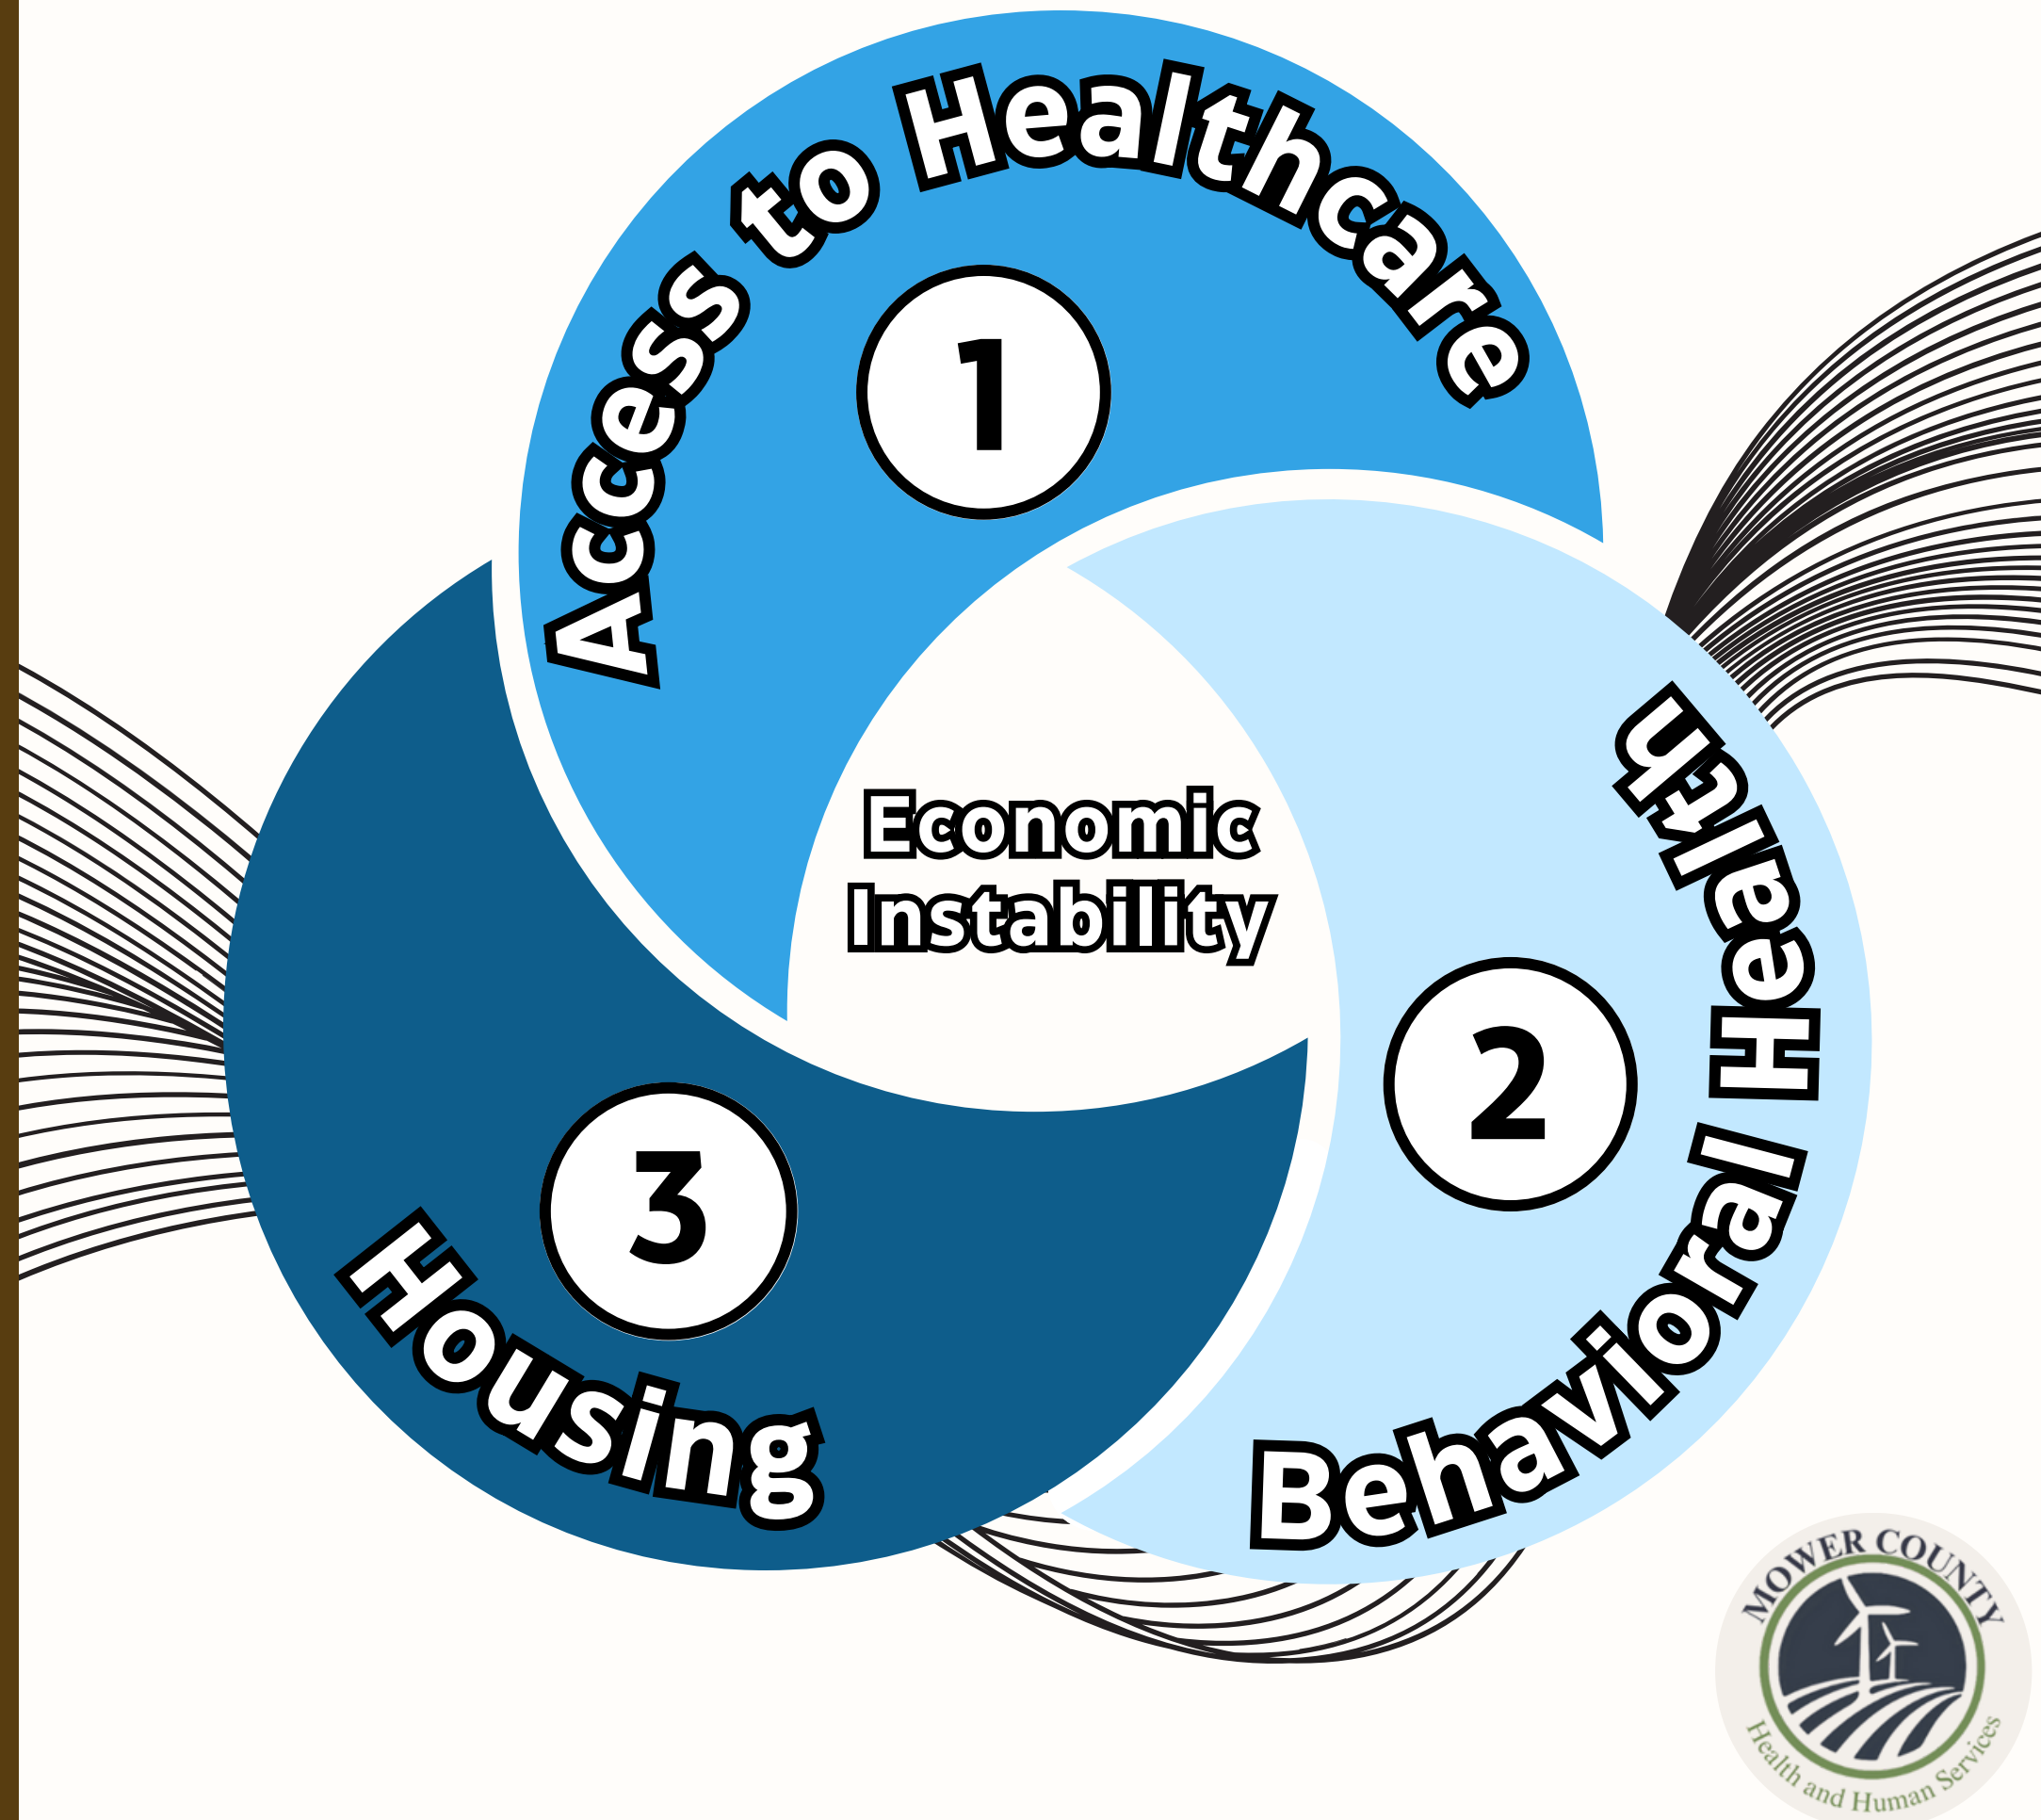 Access to Healthcare
1
Economic
Instability
2
Behavioral Health
3
Housing
MOWER COUNTY
Health and Human Services